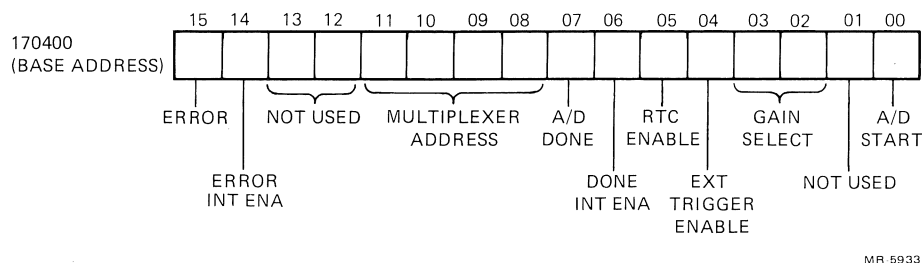 15 14 13 12 11 10 09 08 07 06 05 04 03 02 01 00
170400
(BASE ADDRESS)
ERROR NOT USED MULTIPLEXER A/D RTC GAIN A/D
ADDRESS DONE ENABLE SELECT START
ERROR DONE EXT NOT USED
INT ENA INT ENA TRIGGER
ENABLE
MR-5933